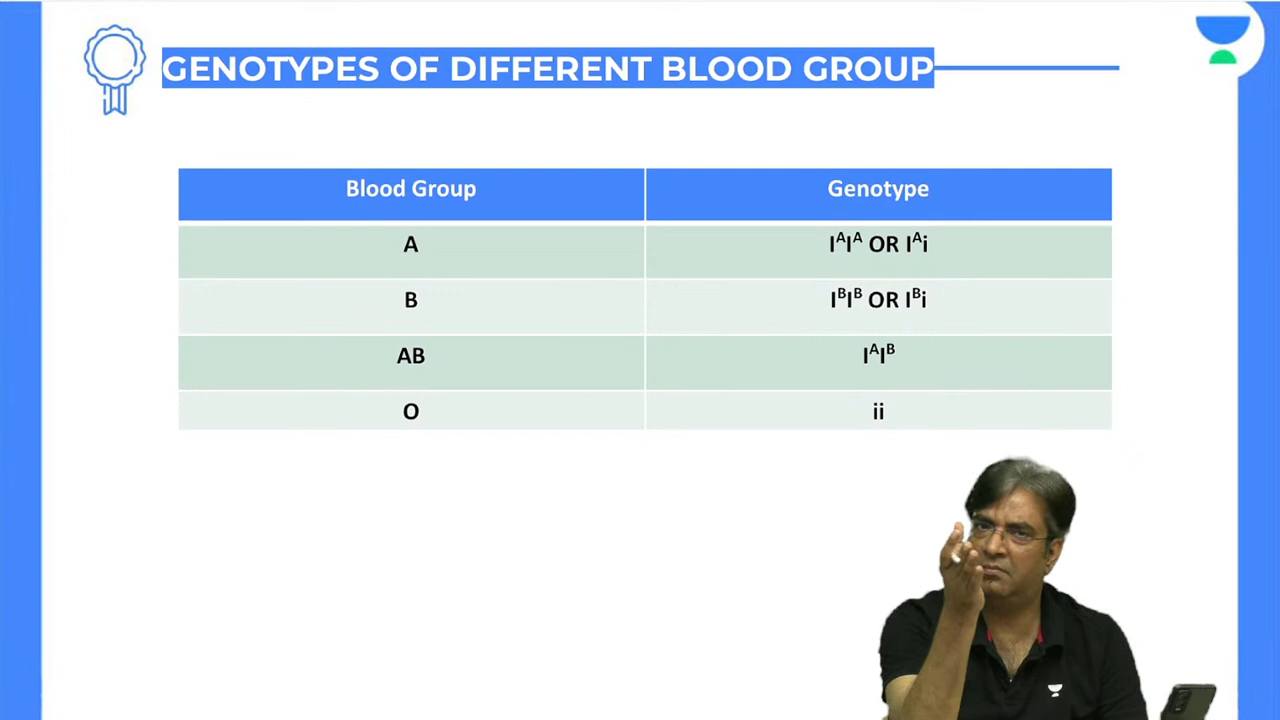 GENOTYPES OF DIFFERENT BLOOD GROUP
Blood Group Genotype
A IᴬIᴬ OR Iᴬi
B IᴮIᴮ OR Iᴮi
AB IᴬIᴮ
O ii